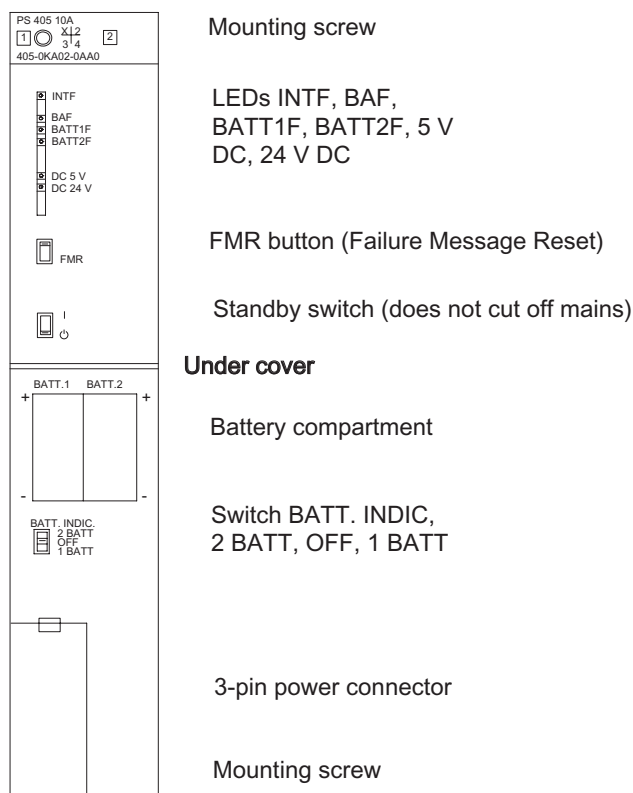 PS 405 10A
1 X 2 2
3 4
405-0KA02-0AA0
Mounting screw
INTF
BAF
BATT1F
BATT2F
DC 5 V
DC 24 V
LEDs INTF, BAF,
BATT1F, BATT2F, 5 V
DC, 24 V DC
FMR
FMR button (Failure Message Reset)
I
Standby switch (does not cut off mains)
Under cover
BATT.1 BATT.2
+ +
Battery compartment
- -
BATT. INDIC.
2 BATT
OFF
1 BATT
Switch BATT. INDIC,
2 BATT, OFF, 1 BATT
3-pin power connector
Mounting screw